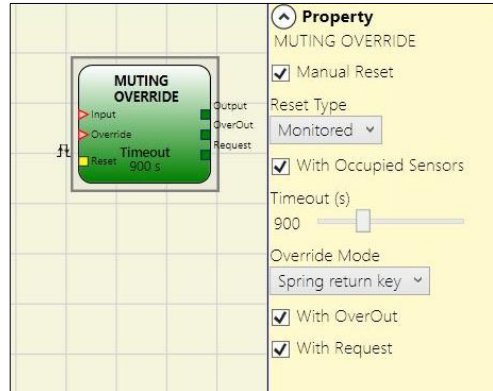 MUTING
OVERRIDE
Input
Override
Reset
Timeout
900 s
Output
OverOut
Request
Property
MUTING OVERRIDE
Manual Reset
Reset Type
Monitored
With Occupied Sensors
Timeout (s)
900
Override Mode
Spring return key
With OverOut
With Request